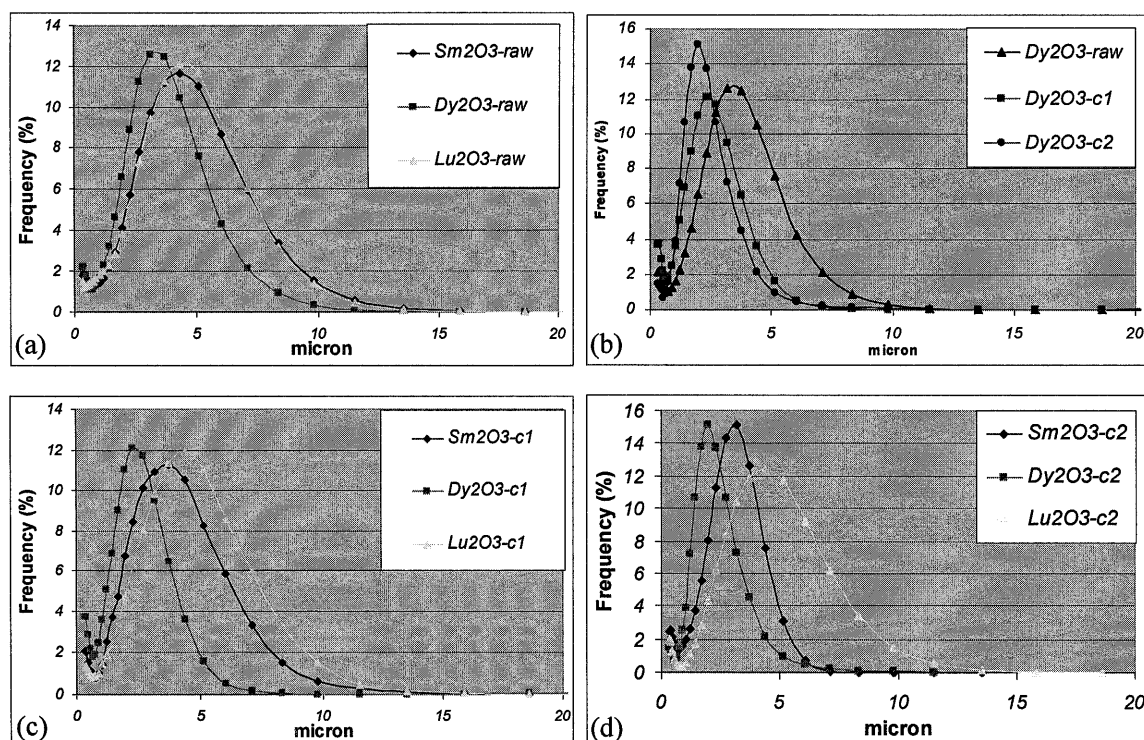 14
12
10
8
6
4
2
0
Frequency (%)
Sm2O3-raw
Dy2O3-raw
Lu2O3-raw
0 5 10 15 20
micron
(a)
16
14
12
10
8
6
4
2
0
Frequency (%)
Dy2O3-raw
Dy2O3-c1
Dy2O3-c2
0 5 10 15 20
micron
(b)
14
12
10
8
6
4
2
0
Frequency (%)
Sm2O3-c1
Dy2O3-c1
Lu2O3-c1
0 5 10 15 20
micron
(c)
16
14
12
10
8
6
4
2
0
Frequency (%)
Sm2O3-c2
Dy2O3-c2
Lu2O3-c2
0 5 10 15 20
micron
(d)